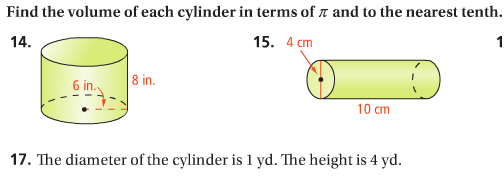 Find the volume of each cylinder in terms of π and to the nearest tenth.
14.
6 in.
8 in.
15.
4 cm
10 cm
1
17. The diameter of the cylinder is 1 yd. The height is 4 yd.